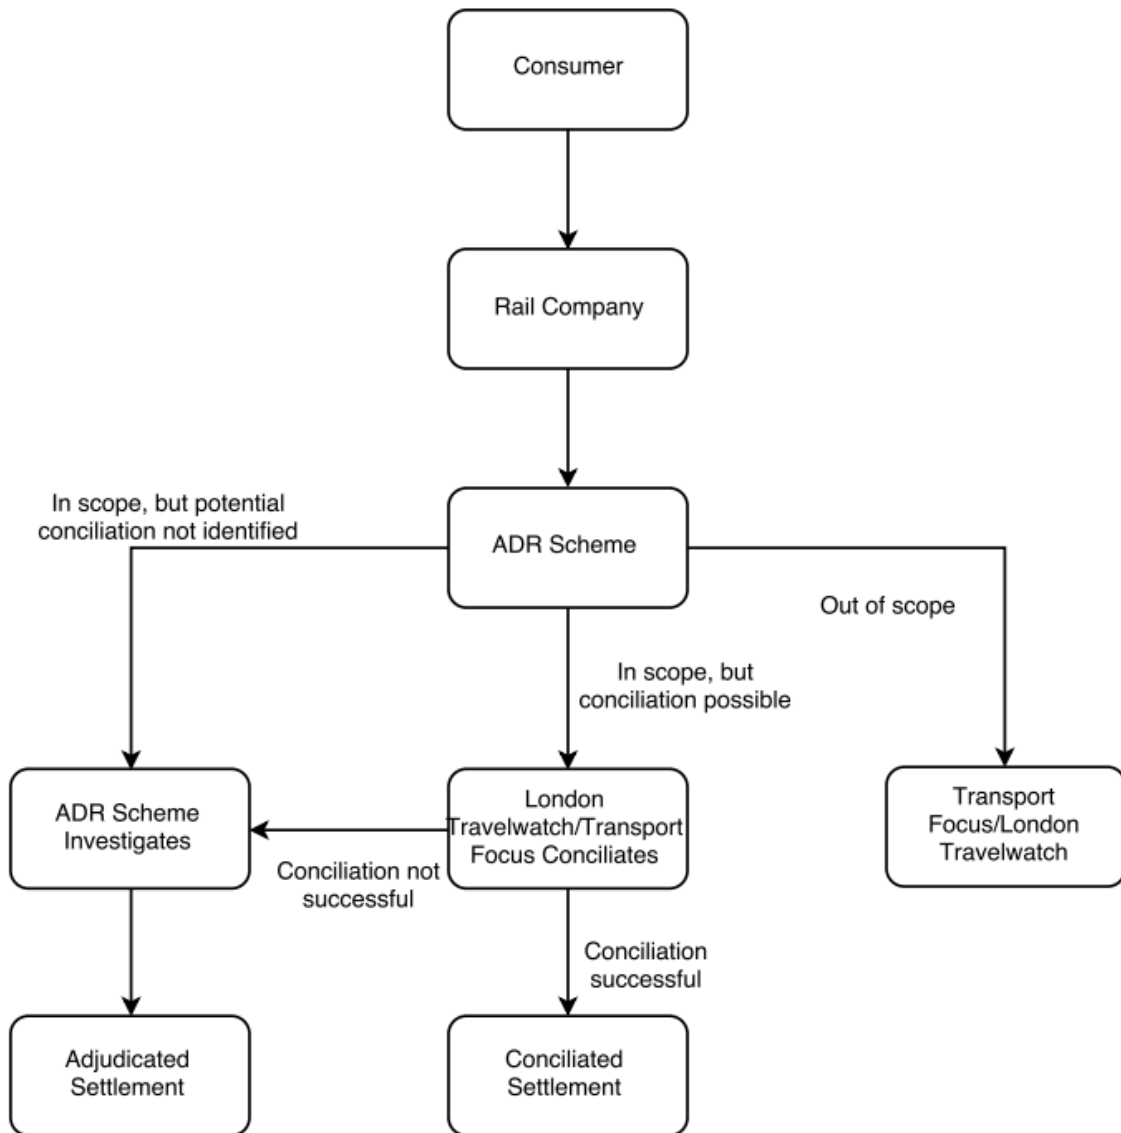 Consumer
Rail Company
In scope, but potential
conciliation not identified
ADR Scheme
Out of scope
In scope, but
conciliation possible
ADR Scheme
Investigates
London
Travelwatch/Transport
Focus Conciliates
Transport
Focus/London
Travelwatch
Conciliation not
successful
Conciliation
successful
Adjudicated
Settlement
Conciliated
Settlement